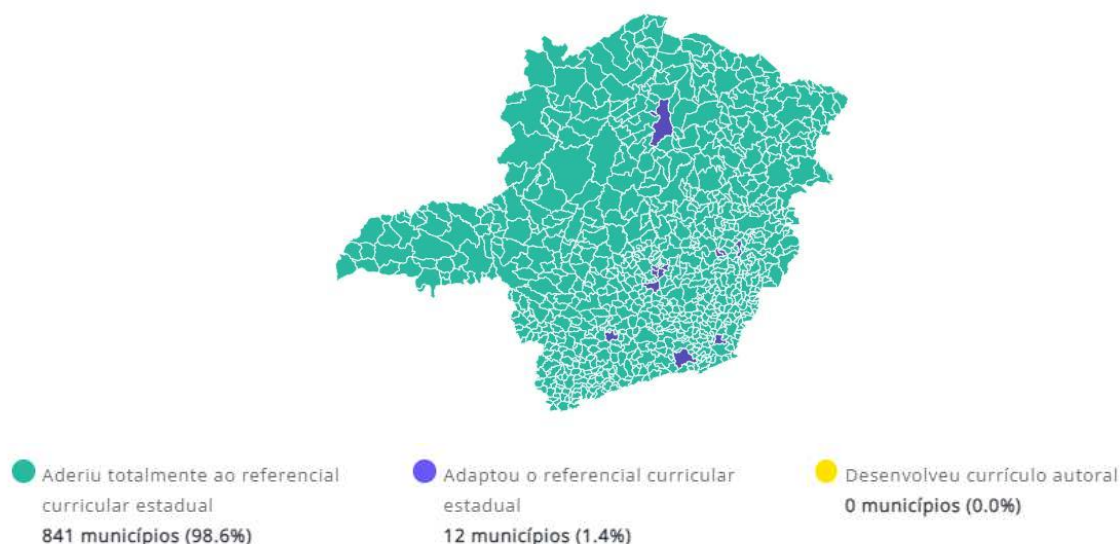 Aderiu totalmente ao referencial
curricular estadual
841 municípios (98.6%)
Adaptou o referencial curricular
estadual
12 municípios (1.4%)
Desenvolveu currículo autoral
0 municípios (0.0%)